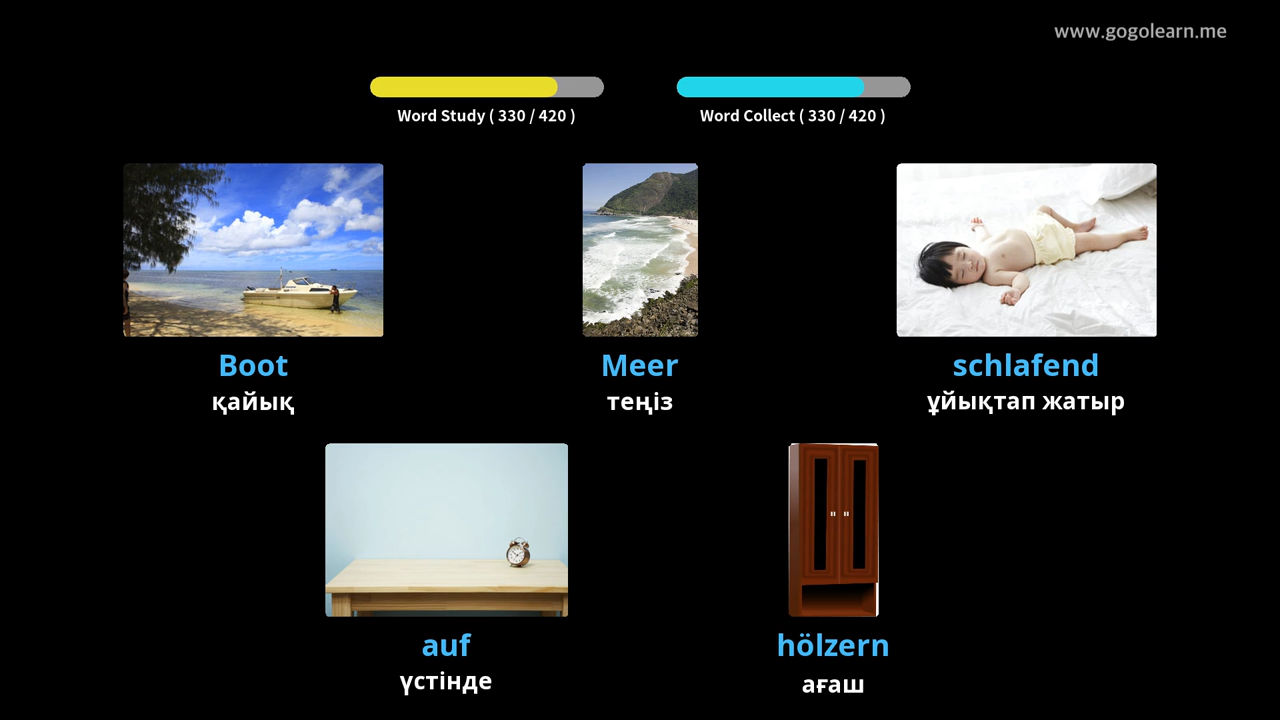 www.gogolearn.me
Word Study ( 330 / 420 )
Word Collect ( 330 / 420 )
Boot
қайық
Meer
теңіз
schlafend
ұйықтап жатыр
auf
үстінде
hölzern
ағаш